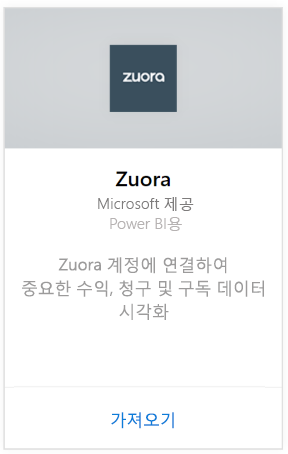 zuora
Zuora
Microsoft 제공
Power BI용
Zuora 계정에 연결하여
중요한 수익, 청구 및 구독 데이터
시각화
가져오기